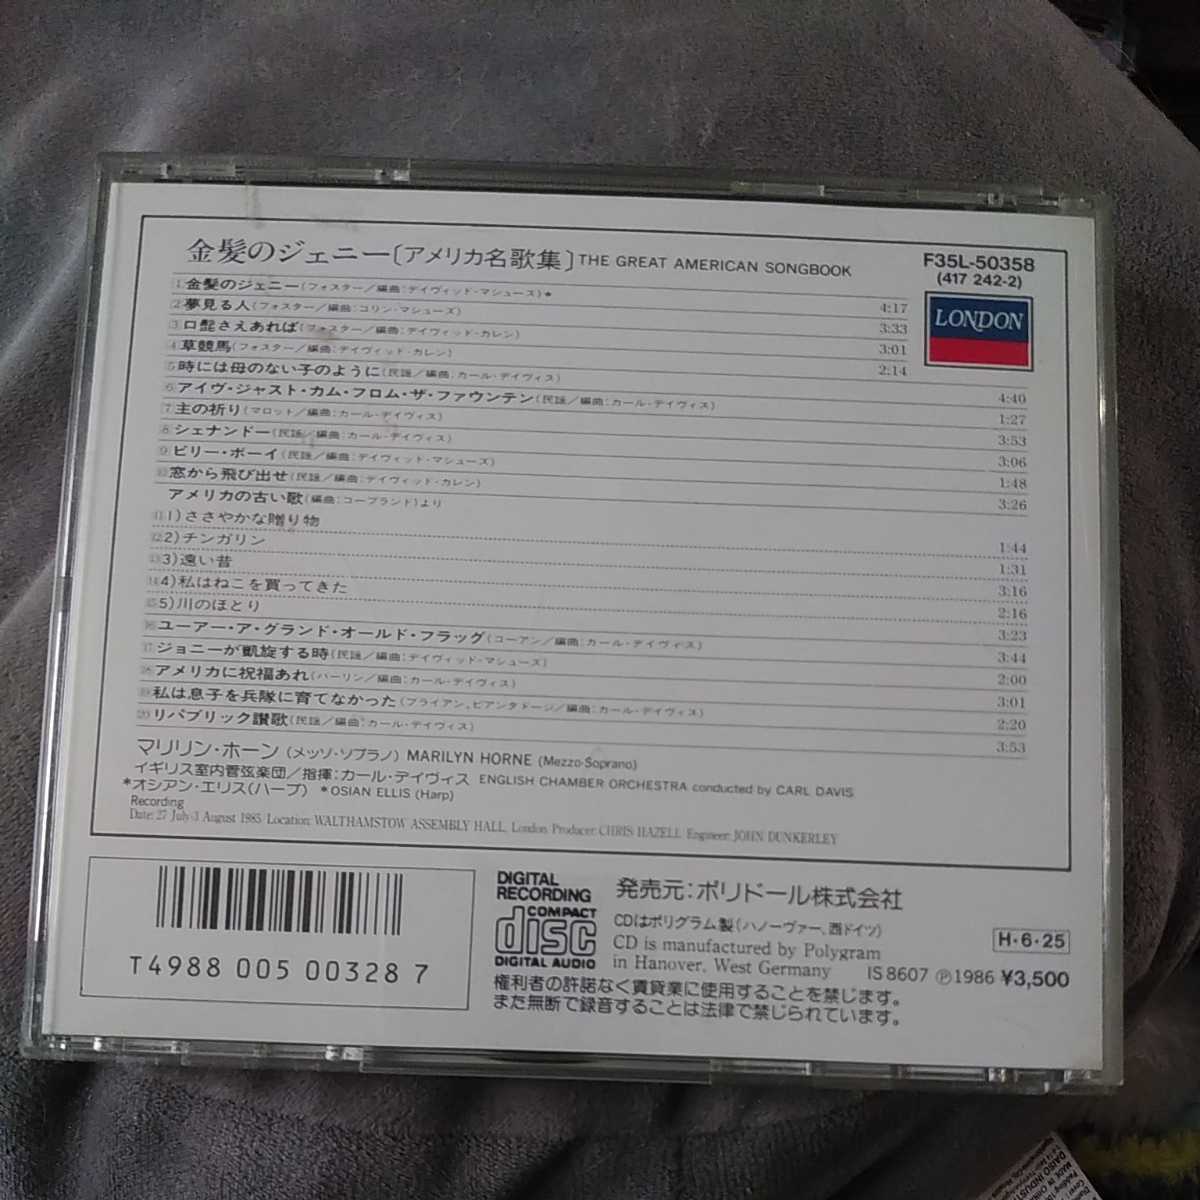 金髪のジェニー〔アメリカ名歌集〕THE GREAT AMERICAN SONGBOOK
F35L-50358
(417 242-2)
LONDON
1 金髪のジェニー(フォスター/編曲:デイヴィッド・マシューズ)* 4:17
2 夢見る人(フォスター/編曲:コリン・マシューズ) 3:33
3 口髭さえあれば(フォスター/編曲:デイヴィッド・カレン) 3:01
4 草競馬(フォスター/編曲:デイヴィッド・カレン) 2:14
5 時には母のない子のように(民謡/編曲:カール・デイヴィス) 4:40
6 アイヴ・ジャスト・カム・フロム・ザ・ファウンテン(民謡/編曲:カール・デイヴィス) 1:27
7 主の祈り(マロット/編曲:カール・デイヴィス) 3:53
8 シェナンドー(民謡/編曲:カール・デイヴィス) 3:06
9 ビリー・ボーイ(民謡/編曲:デイヴィッド・マシューズ) 1:48
10 窓から飛び出せ(民謡/編曲:デイヴィッド・カレン) 3:26
アメリカの古い歌(編曲:コープランド)より
11 1)ささやかな贈り物 1:44
12 2)チンガリン 1:31
13 3)遠い昔 3:16
14 4)私はねこを買ってきた 2:16
15 5)川のほとり 3:23
16 ユーアー・ア・グランド・オールド・フラッグ(コーアン/編曲:カール・デイヴィス) 3:44
17 ジョニーが凱旋する時(民謡/編曲:デイヴィッド・マシューズ) 2:00
18 アメリカに祝福あれ(バーリン/編曲:カール・デイヴィス) 3:01
19 私は息子を兵隊に育てなかった(ブライアン、ピアンタドージ/編曲:カール・デイヴィス) 2:20
20 リパブリック讃歌(民謡/編曲:カール・デイヴィス) 3:53
マリリン・ホーン(メッゾ・ソプラノ) MARILYN HORNE (Mezzo-Soprano)
イギリス室内管弦楽団/指揮:カール・デイヴィス ENGLISH CHAMBER ORCHESTRA conducted by CARL DAVIS
*オシアン・エリス(ハープ) *OSIAN ELLIS (Harp)
Recording
Date: 27 July-3 August 1985 Location: WALTHAMSTOW ASSEMBLY HALL, London Producer: CHRIS HAZELL Engineer: JOHN DUNKERLEY
T4988 005 00328 7
DIGITAL
RECORDING
COMPACT
disc
DIGITAL AUDIO
発売元:ポリドール株式会社
CDはポリグラム製(ハノーヴァー、西ドイツ)
CD is manufactured by Polygram
in Hanover, West Germany
H・6・25
IS 8607 ℗1986 ¥3,500
権利者の許諾なく賃貸業に使用することを禁じます。
また無断で録音することは法律で禁じられています。
DAISO INDUS
MADE IN C